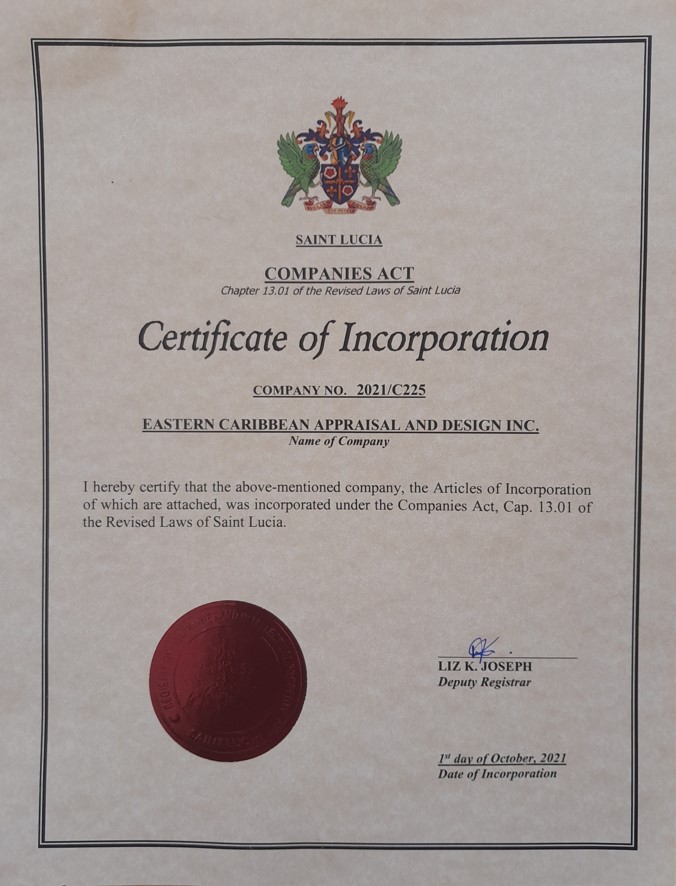 SAINT LUCIA
COMPANIES ACT
Chapter 13.01 of the Revised Laws of Saint Lucia
Certificate of Incorporation
COMPANY NO. 2021/C225
EASTERN CARIBBEAN APPRAISAL AND DESIGN INC.
Name of Company
I hereby certify that the above-mentioned company, the Articles of Incorporation
of which are attached, was incorporated under the Companies Act, Cap. 13.01 of
the Revised Laws of Saint Lucia.
LIZ K. JOSEPH
Deputy Registrar
1st day of October, 2021
Date of Incorporation